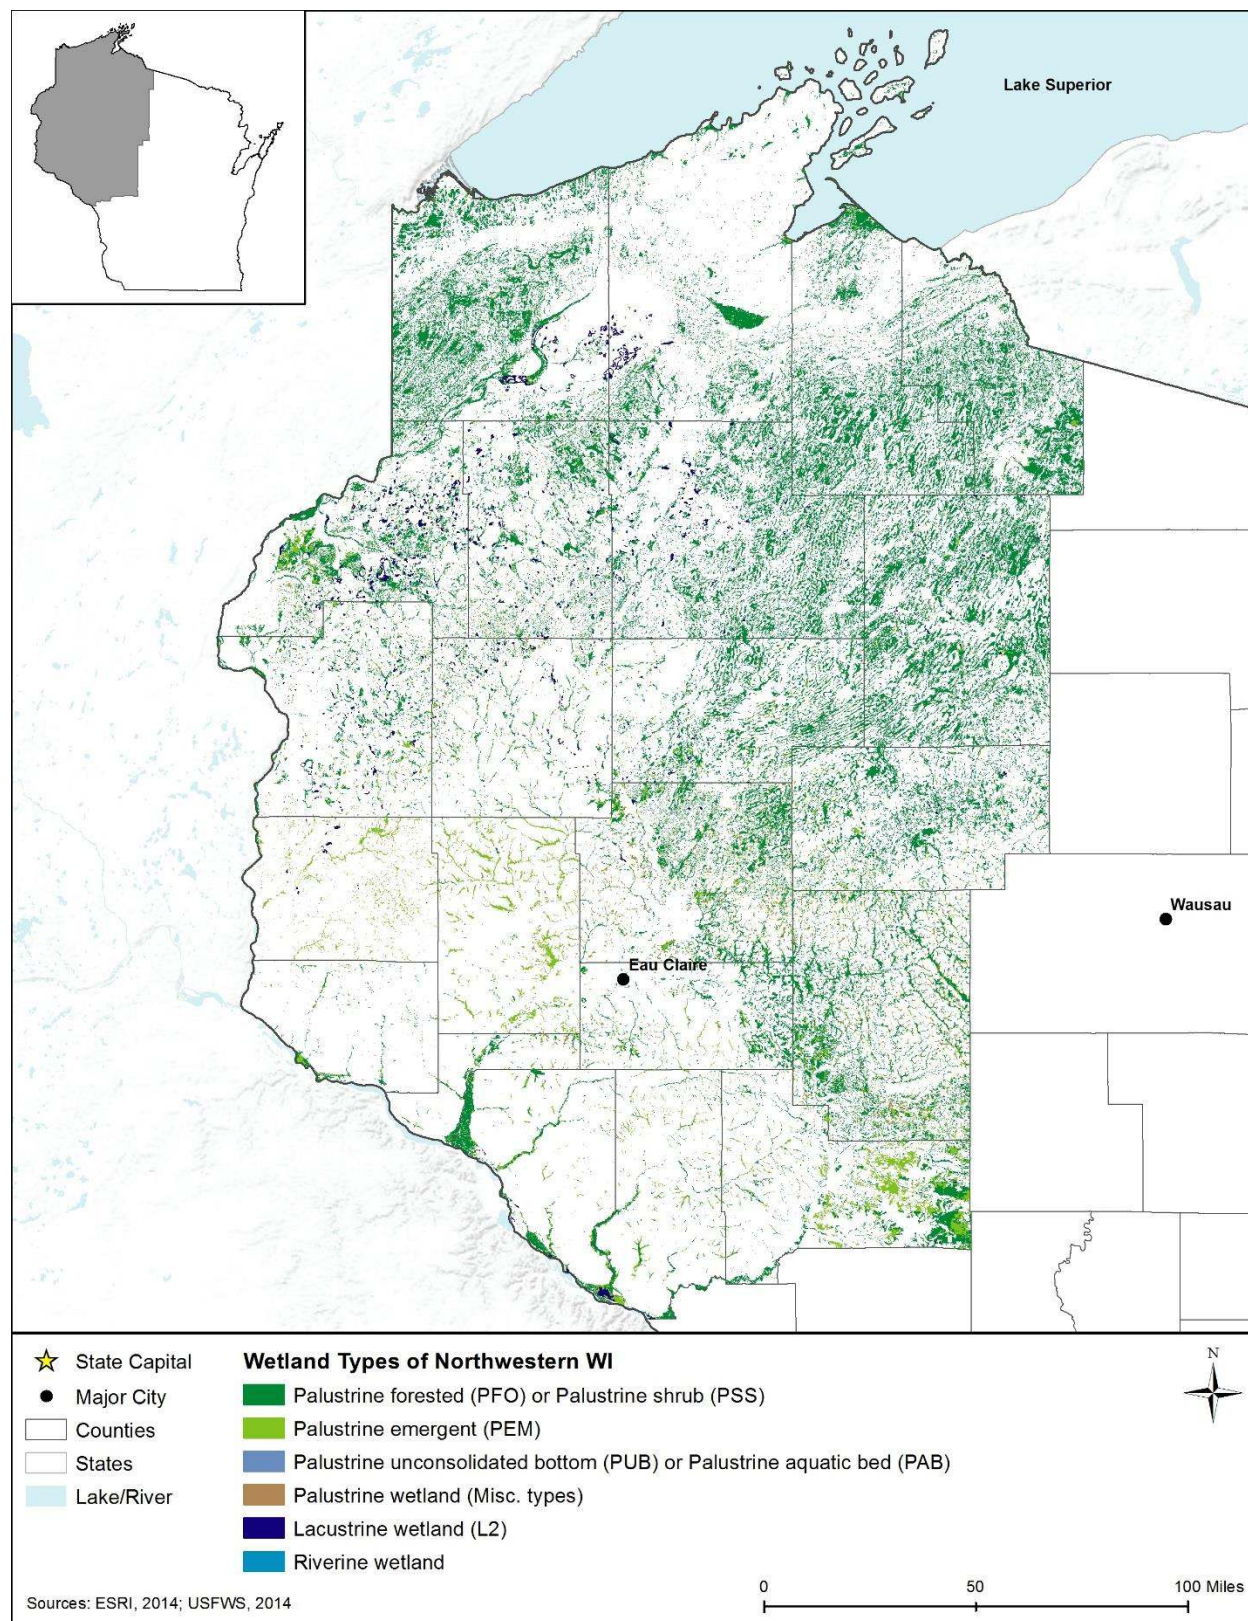 Lake Superior
Wausau
Eau Claire
State Capital
Major City
Counties
States
Lake/River
Wetland Types of Northwestern WI
Palustrine forested (PFO) or Palustrine shrub (PSS)
Palustrine emergent (PEM)
Palustrine unconsolidated bottom (PUB) or Palustrine aquatic bed (PAB)
Palustrine wetland (Misc. types)
Lacustrine wetland (L2)
Riverine wetland
N
0 50 100 Miles
Sources: ESRI, 2014; USFWS, 2014